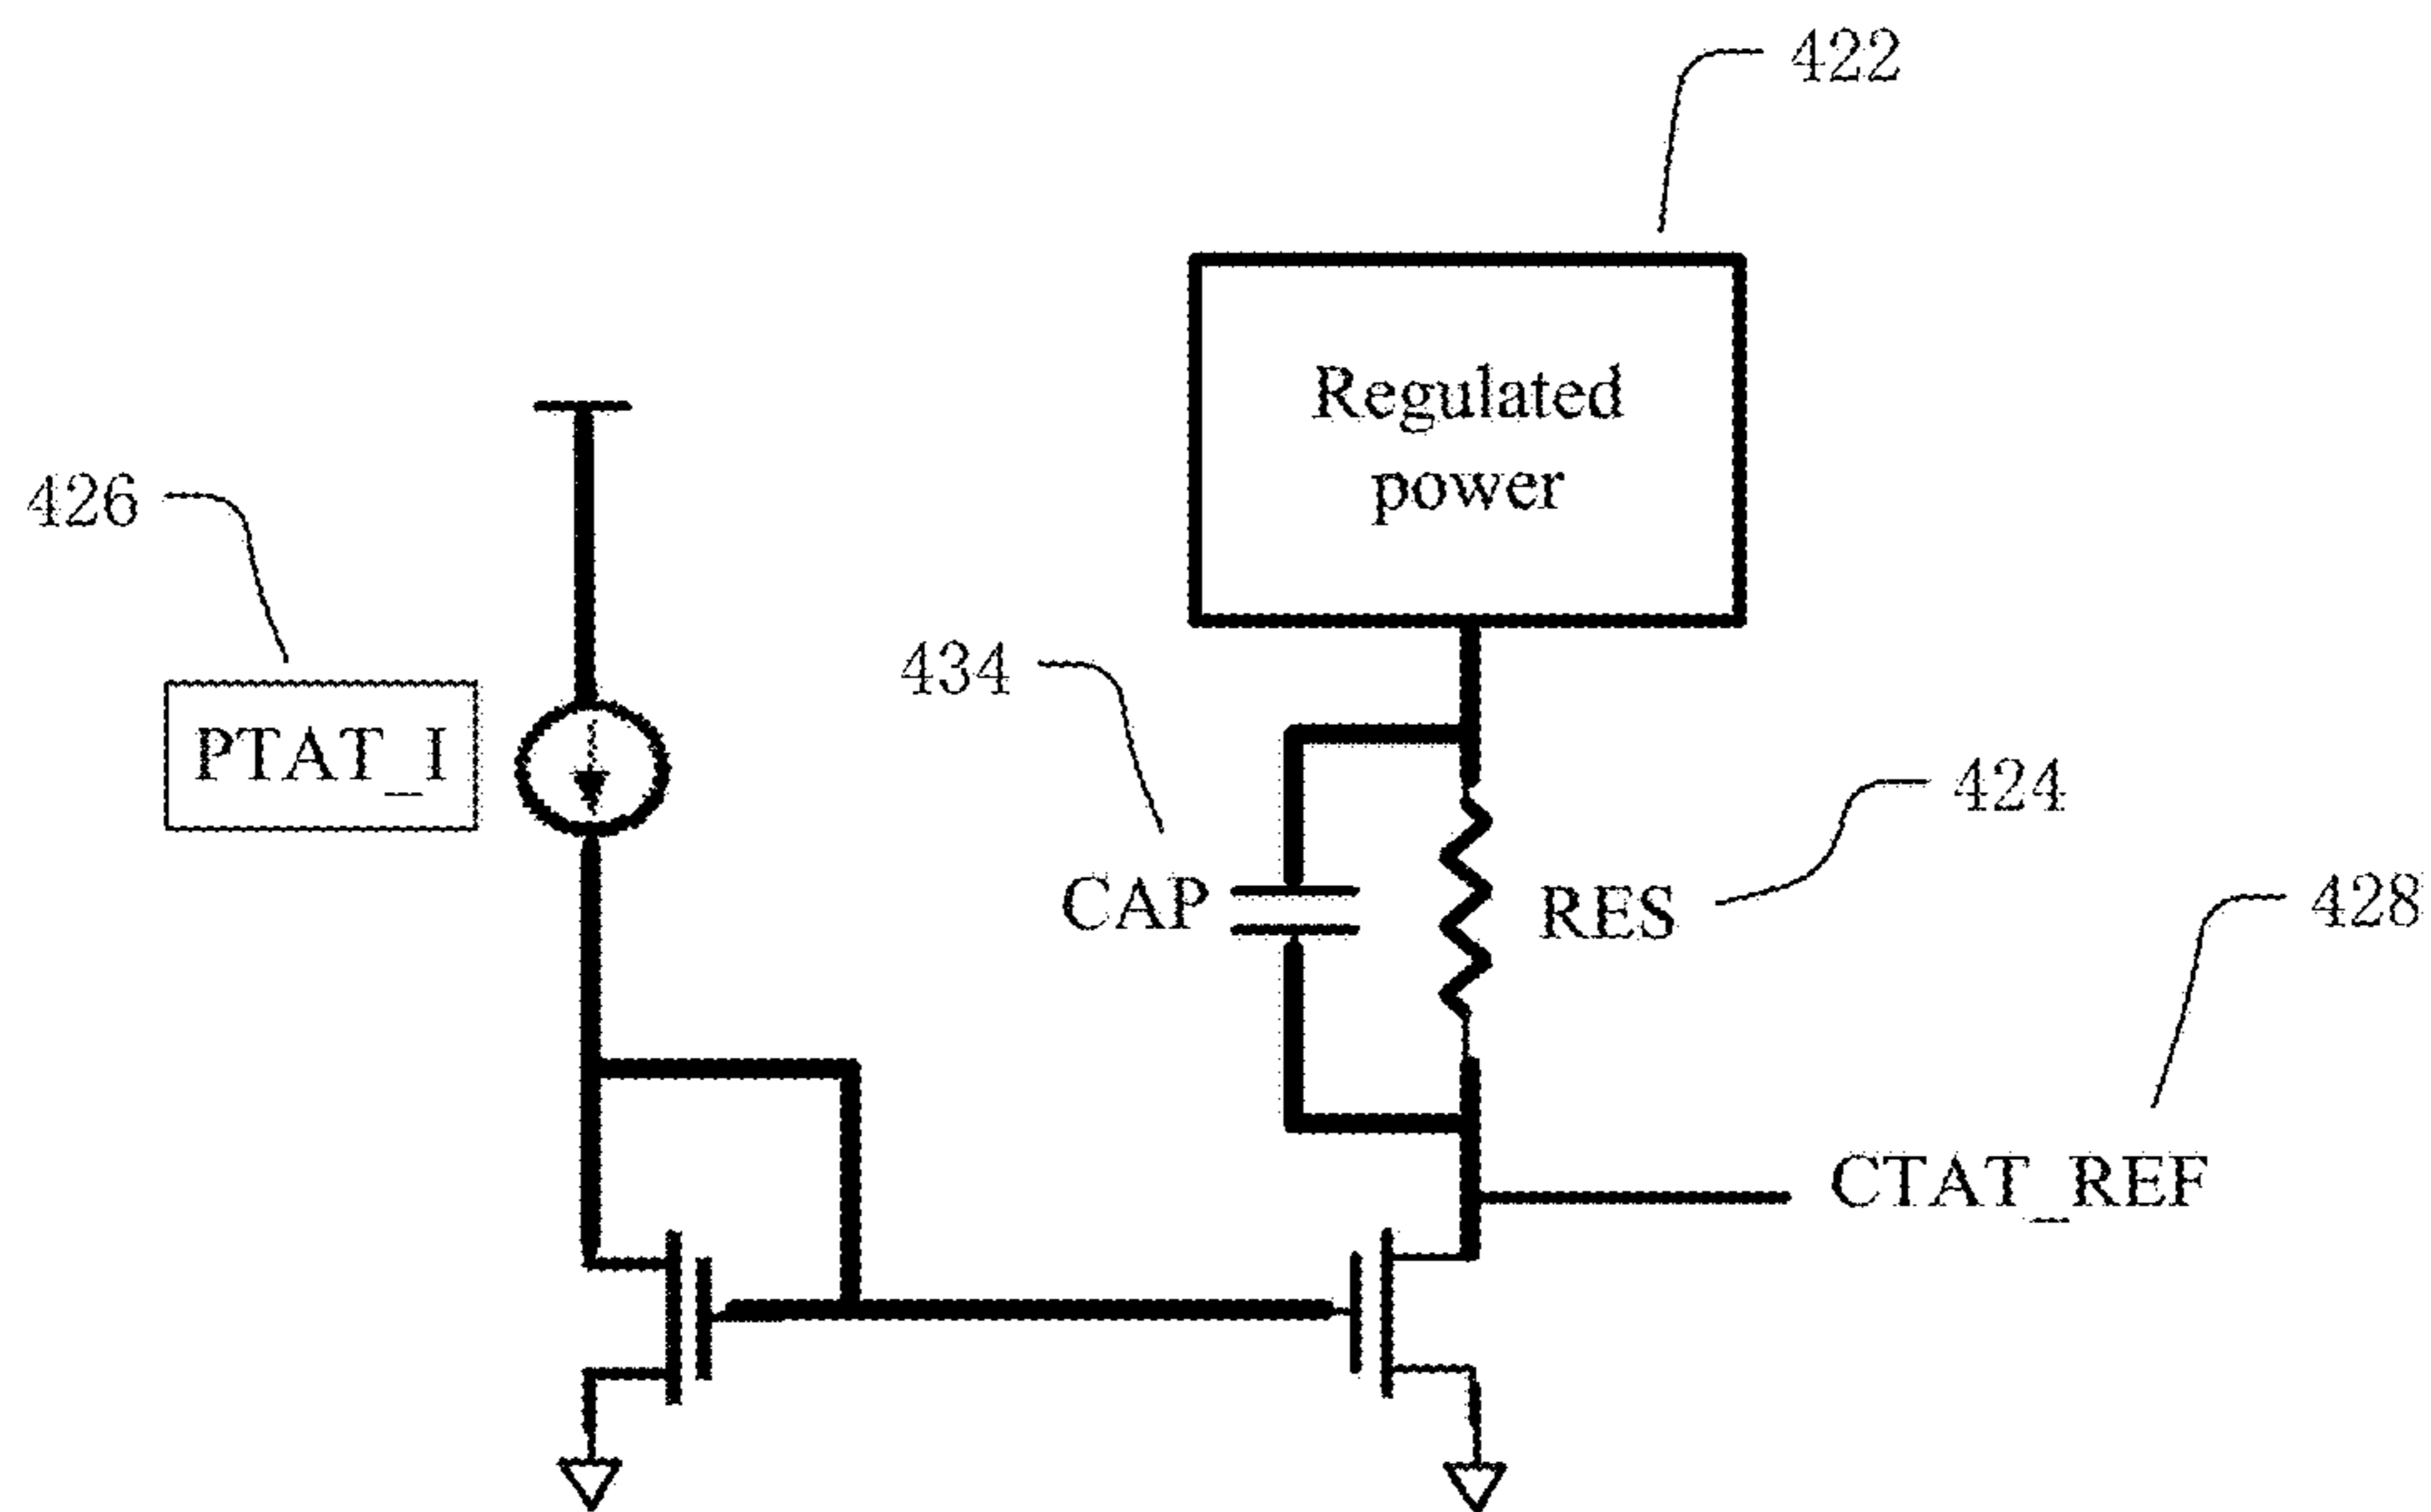 422
Regulated
power
426
434
PTAT_I
424
CAP
RES
428
CTAT_REF